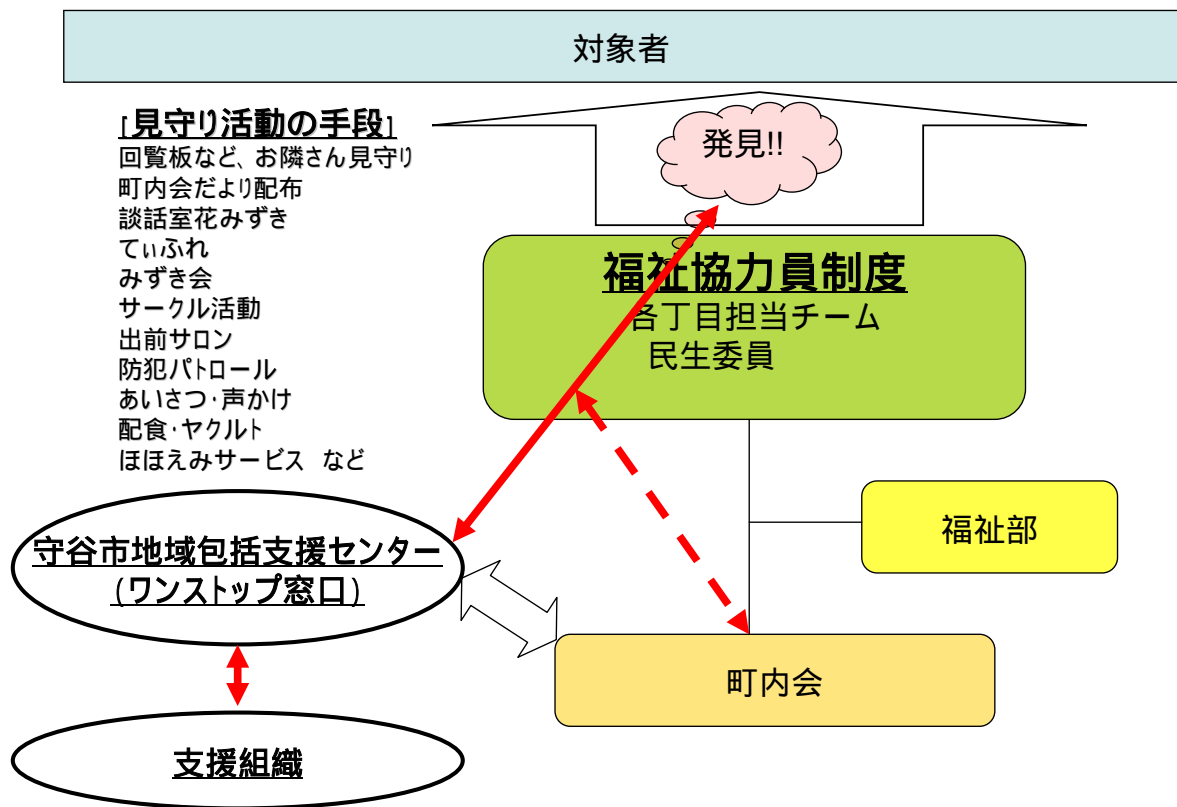 対象者
[見守り活動の手段]
回覧板など、お隣さん見守り
町内会だより配布
談話室花みずき
てぃふれ
みずき会
サークル活動
出前サロン
防犯パトロール
あいさつ・声かけ
配食・ヤクルト
ほほえみサービス など
発見!!
福祉協力員制度
各丁目担当チーム
民生委員
福祉部
守谷市地域包括支援センター
(ワンストップ窓口)
町内会
支援組織